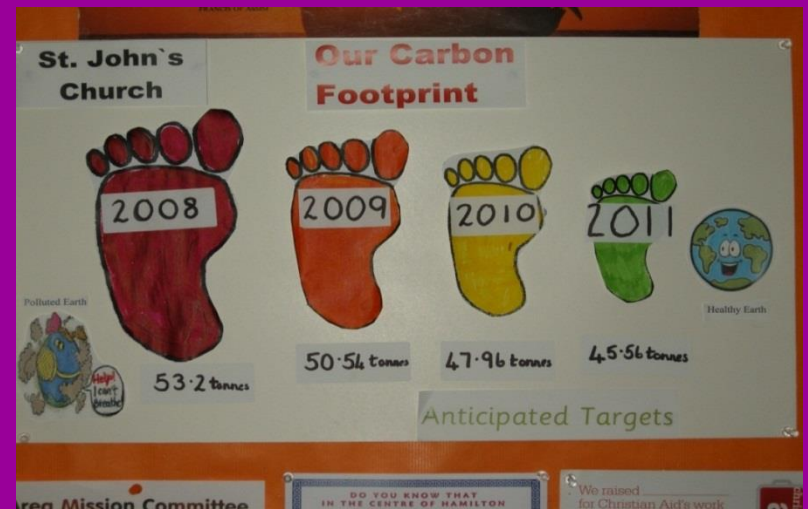 St. John`s
Church
Our Carbon
Footprint
2008
2009
2010
2011
Polluted Earth
Help!
I can't
breathe
Healthy Earth
53·2 tonnes
50·54 tonnes
47·96 tonnes
45·56 tonnes
Anticipated Targets
Area Mission Committee
DO YOU KNOW THAT
IN THE CENTRE OF HAMILTON
We raised
for Christian Aid's work